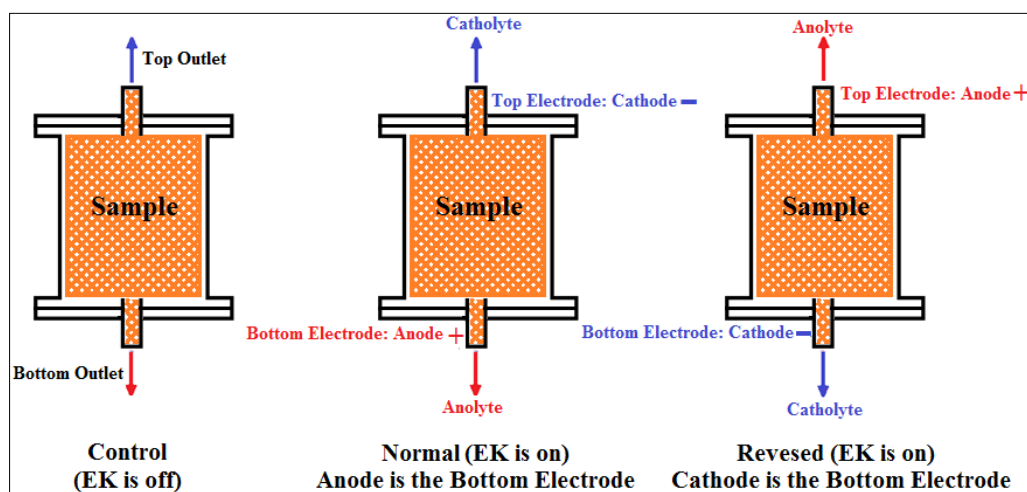 Top Outlet
Sample
Bottom Outlet
Control
(EK is off)
Catholyte
Top Electrode: Cathode −
Sample
Bottom Electrode: Anode +
Anolyte
Normal (EK is on)
Anode is the Bottom Electrode
Anolyte
Top Electrode: Anode +
Sample
Bottom Electrode: Cathode −
Catholyte
Revesed (EK is on)
Cathode is the Bottom Electrode